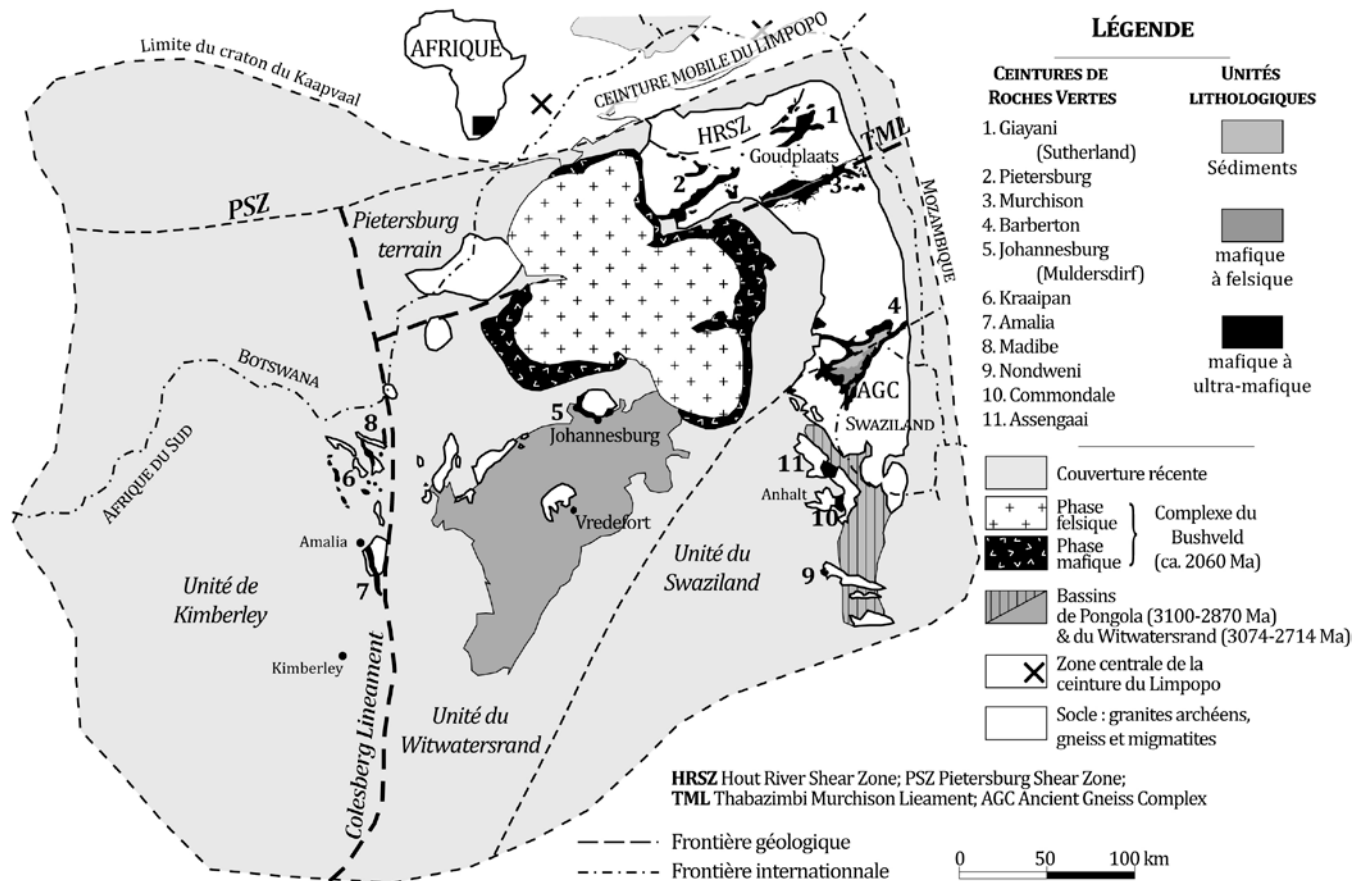 Limite du craton du Kaapvaal
AFRIQUE
CEINTURE MOBILE DU LIMPOPO
HRSZ
1
TML
Goudplaats
2
3
MOZAMBIQUE
PSZ
Pietersburg
terrain
4
AGC
SWAZILAND
BOTSWANA
AFRIQUE DU SUD
5
Johannesburg
8
6
11
Anhalt
10
Vredefort
Amalia
7
Unité de
Kimberley
Unité du
Swaziland
9
Kimberley
Colesberg Lineament
Unité du
Witwatersrand
LÉGENDE
CEINTURES DE
ROCHES VERTES
1. Giayani
(Sutherland)
2. Pietersburg
3. Murchison
4. Barberton
5. Johannesburg
(Muldersdirf)
6. Kraaipan
7. Amalia
8. Madibe
9. Nondweni
10. Commondale
11. Assengaai
UNITÉS
LITHOLOGIQUES
Sédiments
mafique
à felsique
mafique à
ultra-mafique
Couverture récente
Phase
felsique
Phase
mafique
Complexe du
Bushveld
(ca. 2060 Ma)
Bassins
de Pongola (3100-2870 Ma)
& du Witwatersrand (3074-2714 Ma)
Zone centrale de la
ceinture du Limpopo
Socle : granites archéens,
gneiss et migmatites
HRSZ Hout River Shear Zone; PSZ Pietersburg Shear Zone;
TML Thabazimbi Murchison Lieament; AGC Ancient Gneiss Complex
Frontière géologique
Frontière internationnale
0 50 100 km